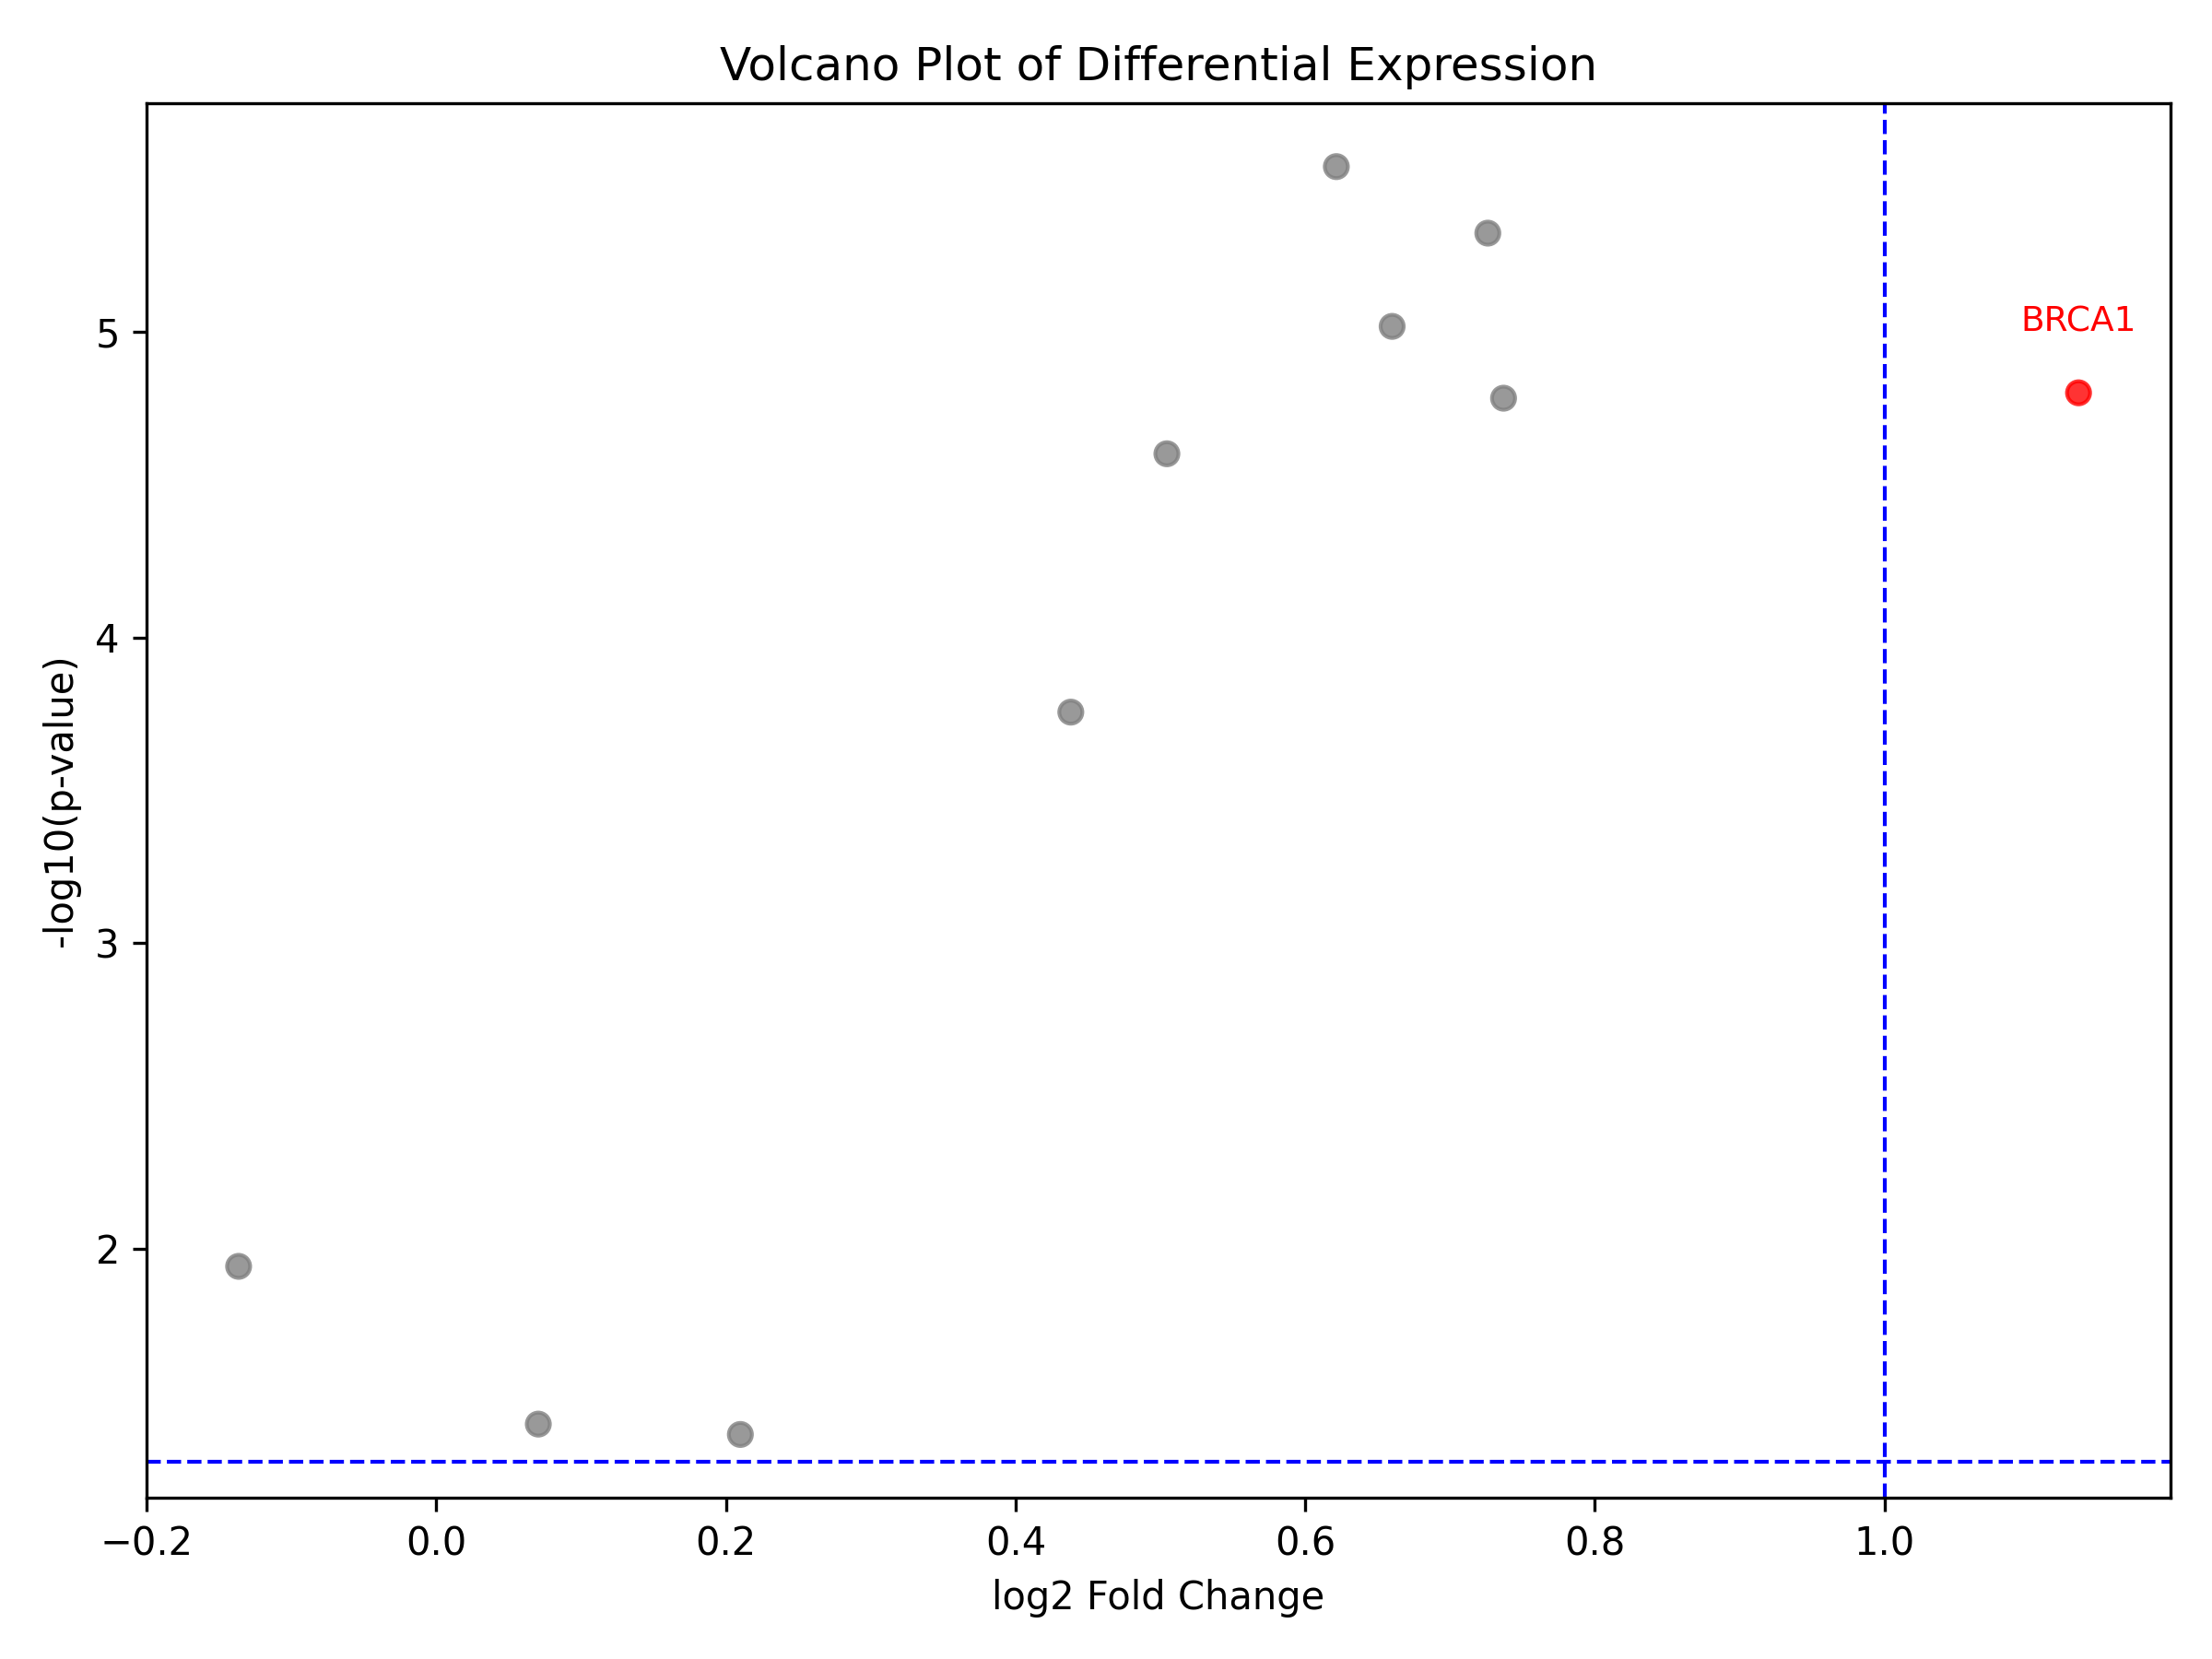 Volcano Plot of Differential Expression
BRCA1
5
4
3
2
-log10(p-value)
−0.2 0.0 0.2 0.4 0.6 0.8 1.0
log2 Fold Change